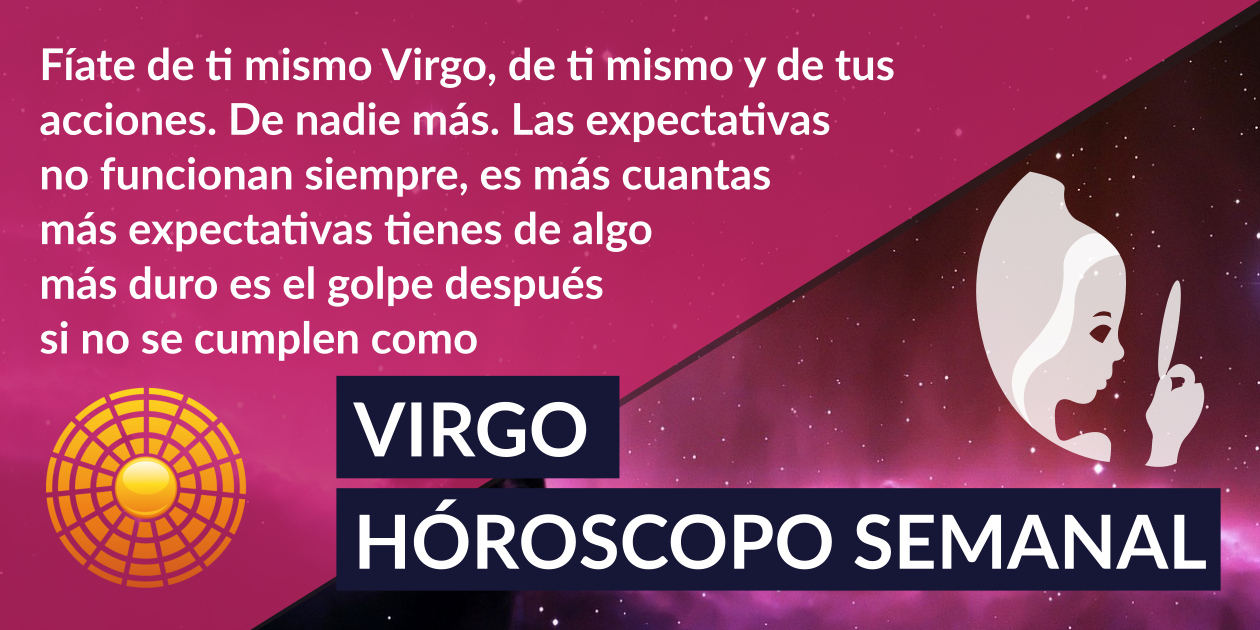 Fíate de ti mismo Virgo, de ti mismo y de tus
acciones. De nadie más. Las expectativas
no funcionan siempre, es más cuantas
más expectativas tienes de algo
más duro es el golpe después
si no se cumplen como
VIRGO
HÓROSCOPO SEMANAL